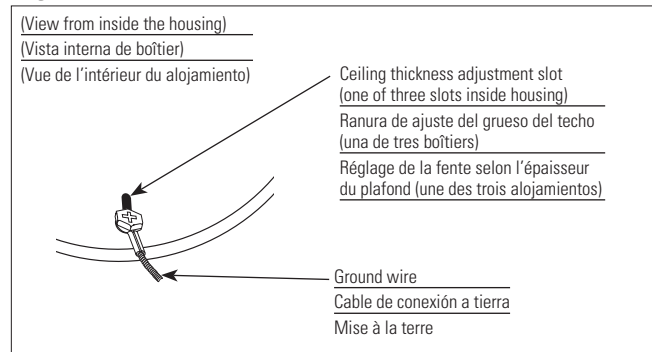 (View from inside the housing)
(Vista interna de boîtier)
(Vue de l'intérieur du alojamiento)
Ceiling thickness adjustment slot
(one of three slots inside housing)
Ranura de ajuste del grueso del techo
(una de tres boîtiers)
Réglage de la fente selon l'épaisseur
du plafond (une des trois alojamientos)
Ground wire
Cable de conexión a tierra
Mise à la terre